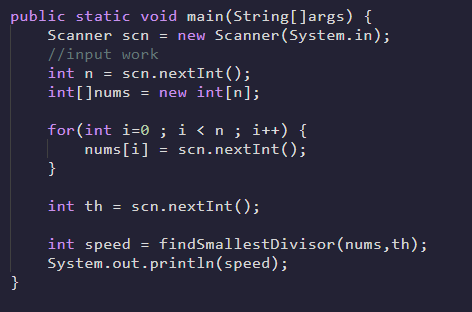 public static void main(String[]args) {
    Scanner scn = new Scanner(System.in);
    //input work
    int n = scn.nextInt();
    int[]nums = new int[n];

    for(int i=0 ; i < n ; i++) {
        nums[i] = scn.nextInt();
    }

    int th = scn.nextInt();

    int speed = findSmallestDivisor(nums,th);
    System.out.println(speed);
}